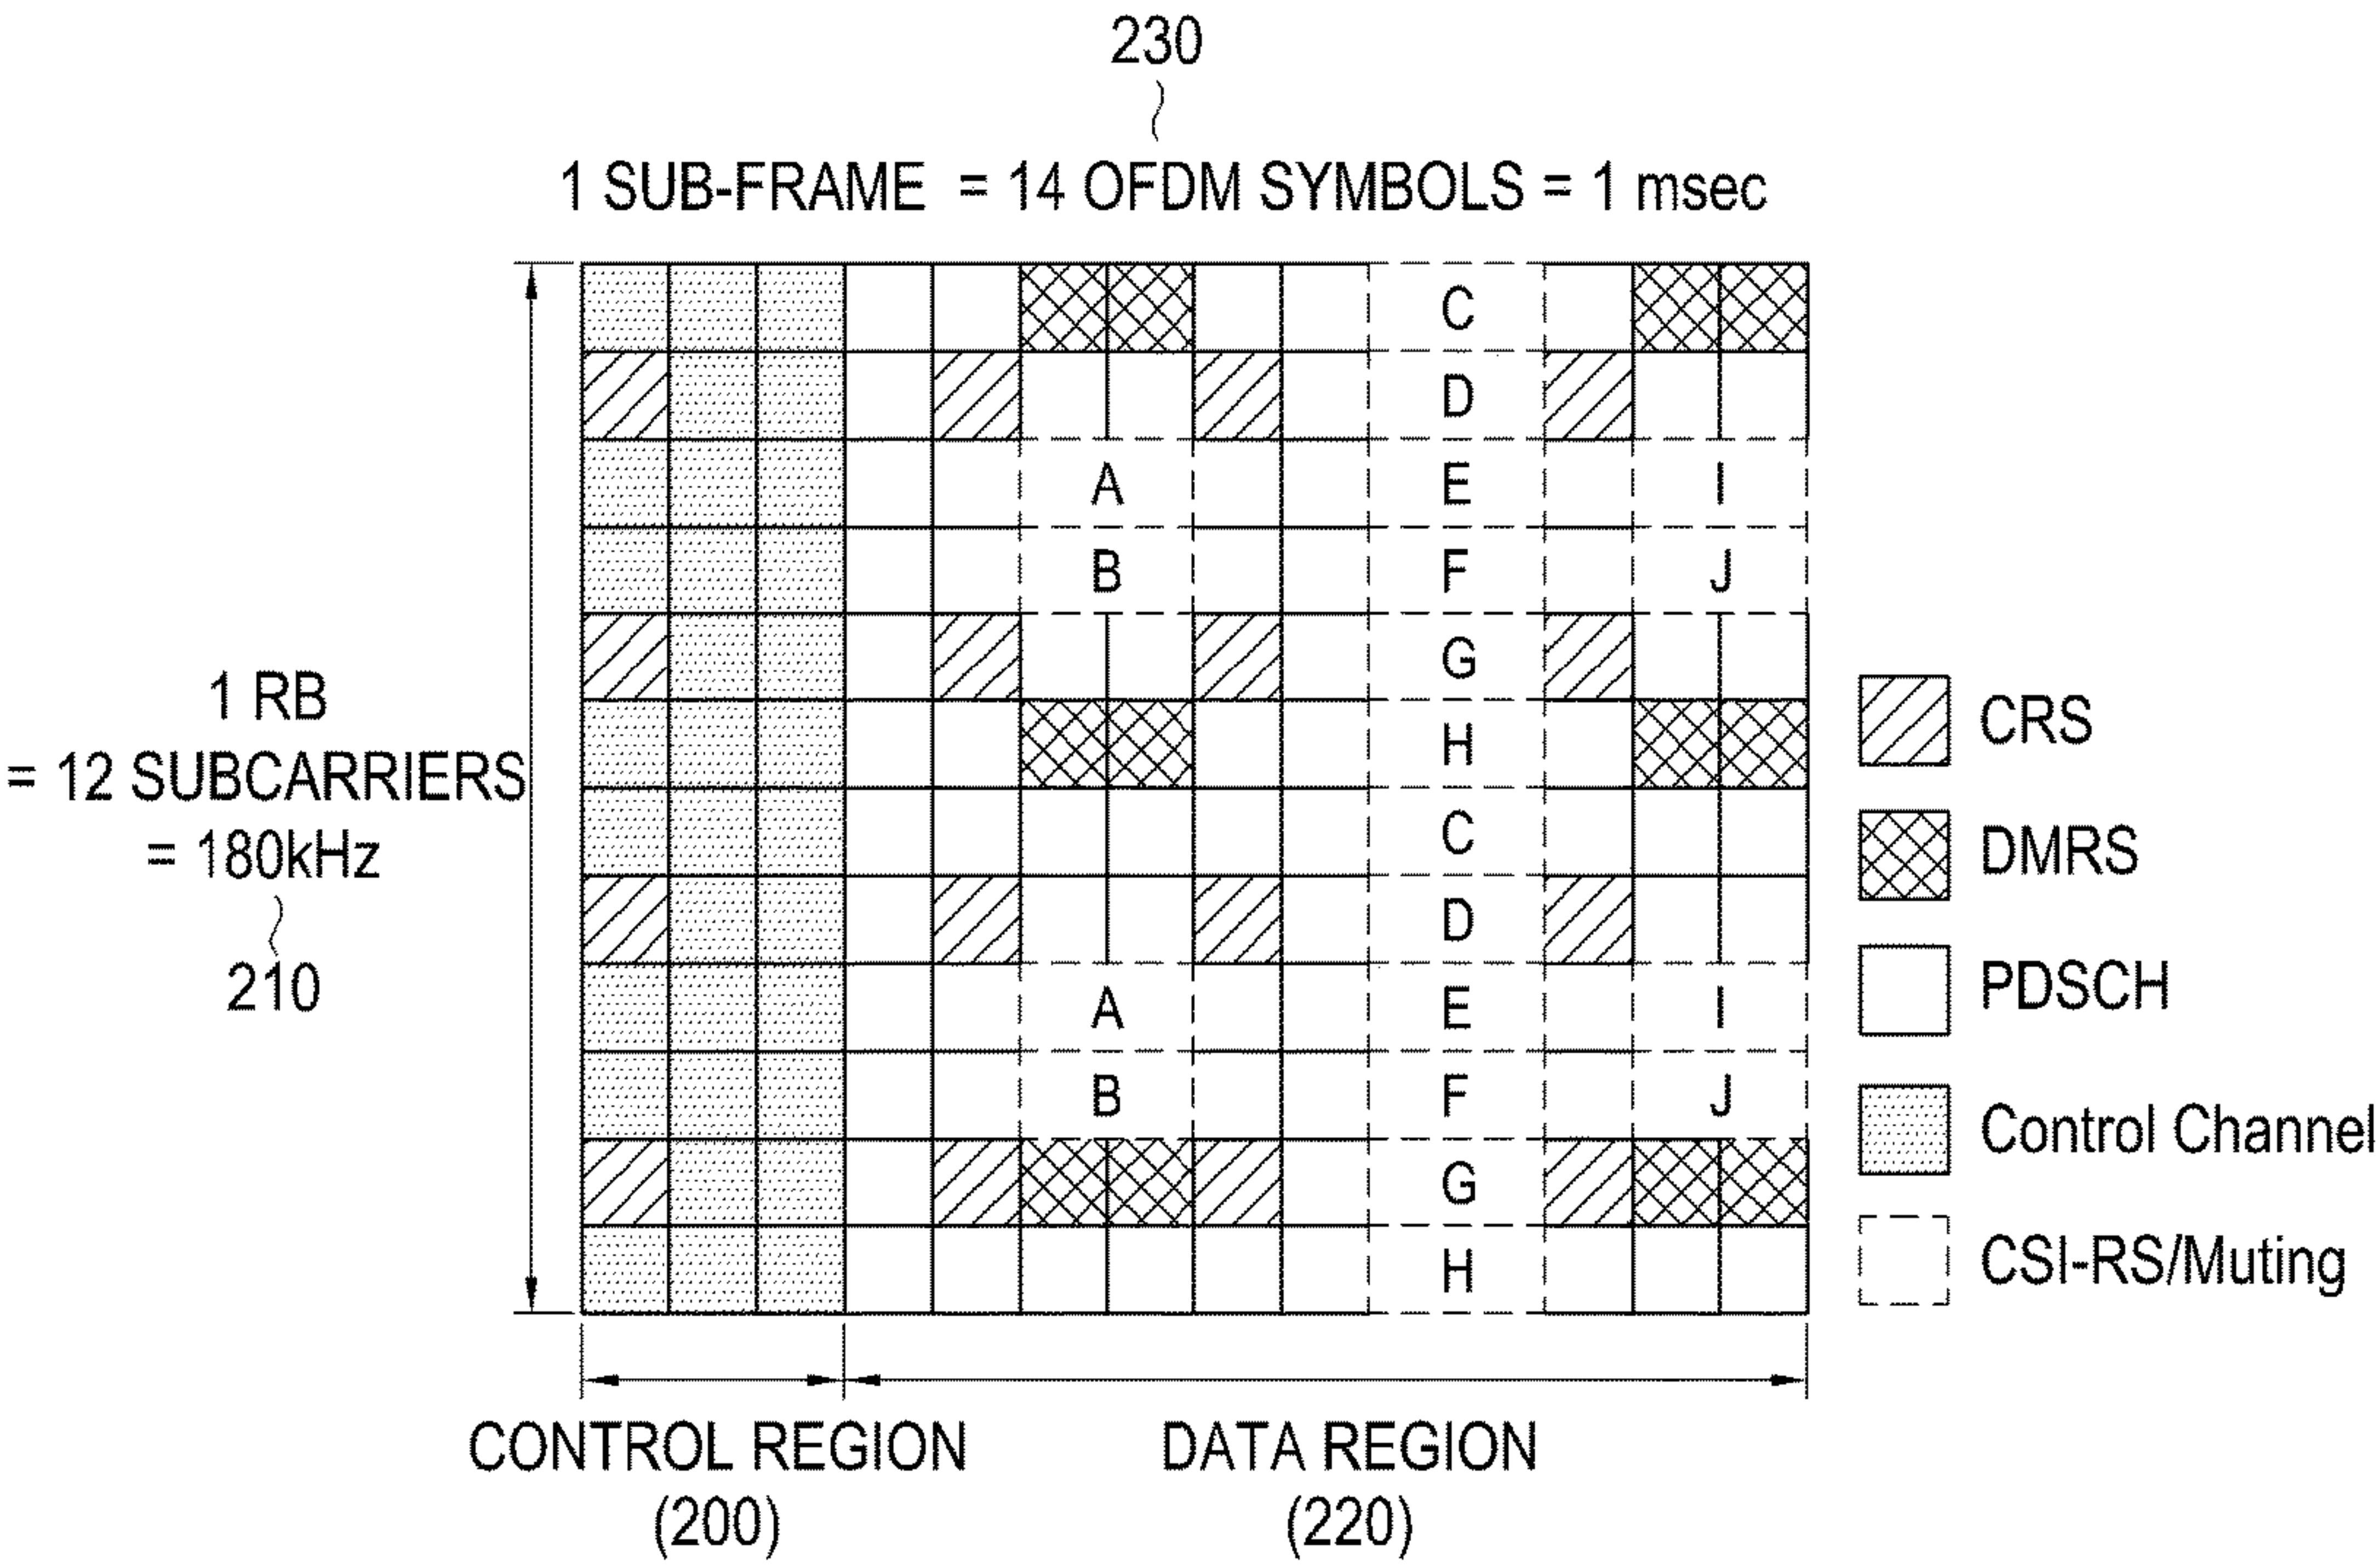 230
1 SUB-FRAME = 14 OFDM SYMBOLS = 1 msec
C
D
A E I
B F J
G
H
C
D
A E I
B F J
G
H
1 RB
= 12 SUBCARRIERS
= 180kHz
210
CRS
DMRS
PDSCH
Control Channel
CSI-RS/Muting
CONTROL REGION
(200)
DATA REGION
(220)